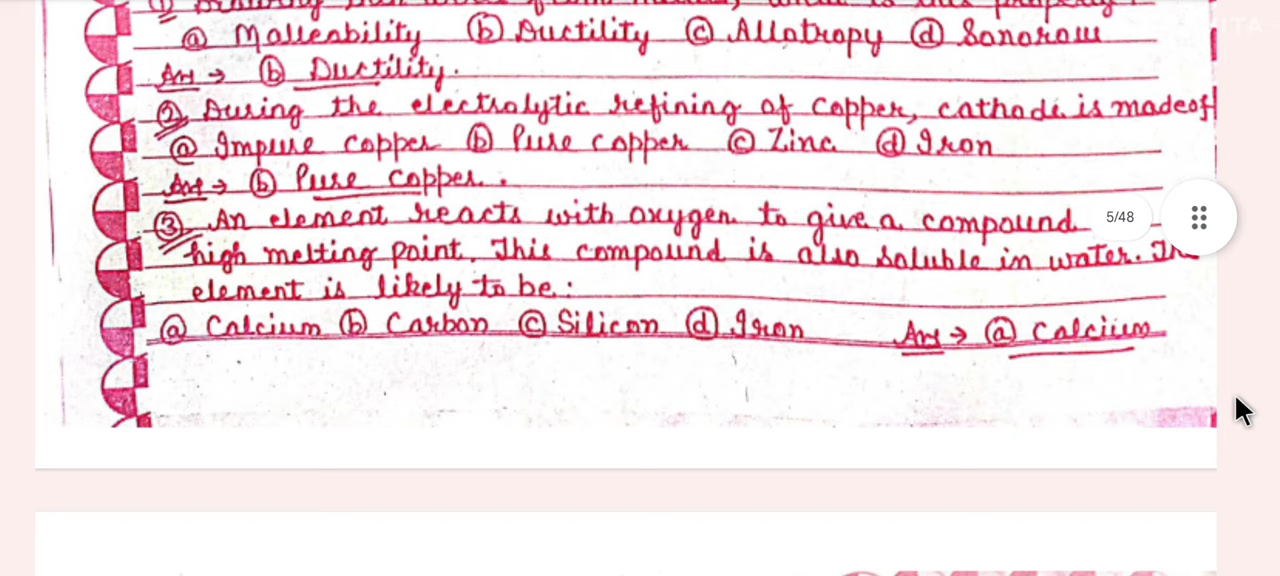 ⓐ Malleability ⓑ Ductility ⓒ Allotropy ⓓ Sonorous
Ans → ⓑ Ductility.
② During the electrolytic refining of copper, cathode is made of
ⓐ Impure copper ⓑ Pure copper ⓒ Zinc ⓓ Iron
Ans → ⓑ Pure copper.
③ An element reacts with oxygen to give a compound
5/48
high melting point. This compound is also soluble in water.
element is likely to be:
ⓐ Calcium ⓑ Carbon ⓒ Silicon ⓓ Iron Ans → ⓐ Calcium